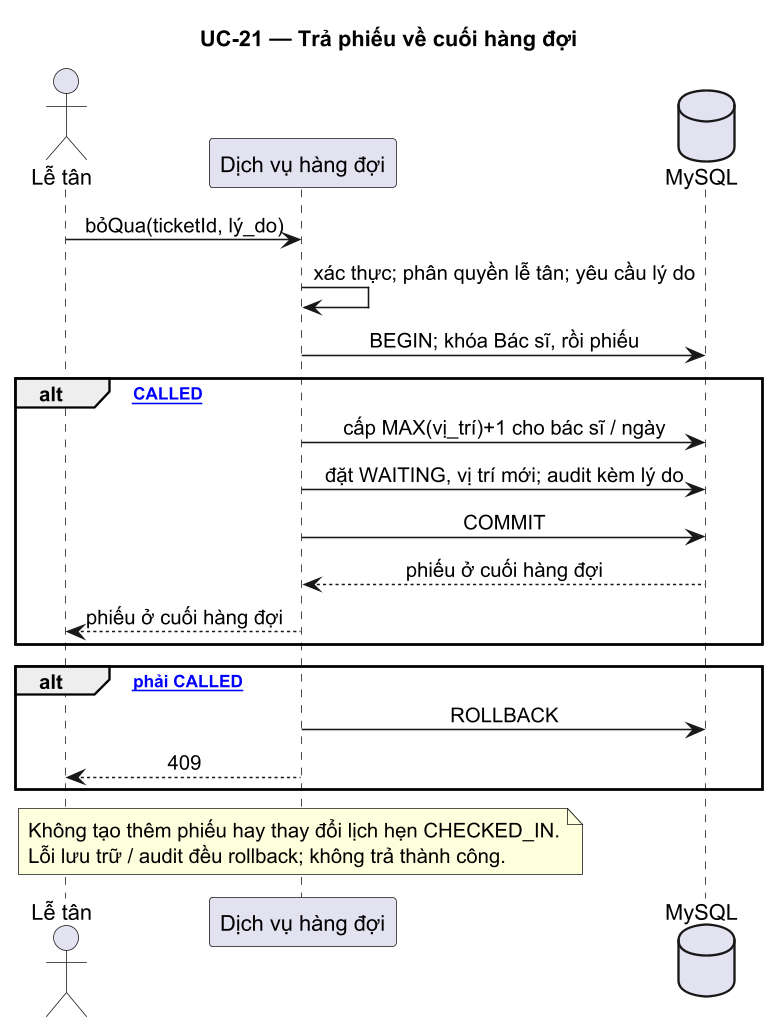 UC-21 — Trả phiếu về cuối hàng đợi
Lễ tân
Dịch vụ hàng đợi
MySQL
bỏQua(ticketId, lý_do)
xác thực; phân quyền lễ tân; yêu cầu lý do
BEGIN; khóa Bác sĩ, rồi phiếu
alt
CALLED
cấp MAX(vị_trí)+1 cho bác sĩ / ngày
đặt WAITING, vị trí mới; audit kèm lý do
COMMIT
phiếu ở cuối hàng đợi
phiếu ở cuối hàng đợi
alt
phải CALLED
ROLLBACK
409
Không tạo thêm phiếu hay thay đổi lịch hẹn CHECKED_IN.
Lỗi lưu trữ / audit đều rollback; không trả thành công.
Lễ tân
Dịch vụ hàng đợi
MySQL